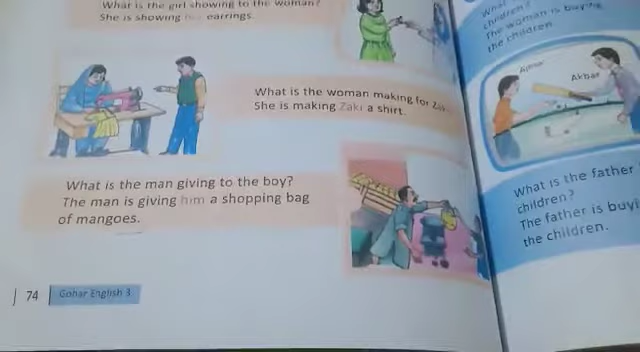 What is the girl showing to the woman?
She is showing her earrings.
What is the woman making for
She is making Zaki a shirt.
What is the man giving to the boy?
The man is giving him a shopping bag
of mangoes.
74
Gohar English 3
What
children?
The woman is buying
the children.
Akbar
What is the father
children?
The father is buyi
the children.